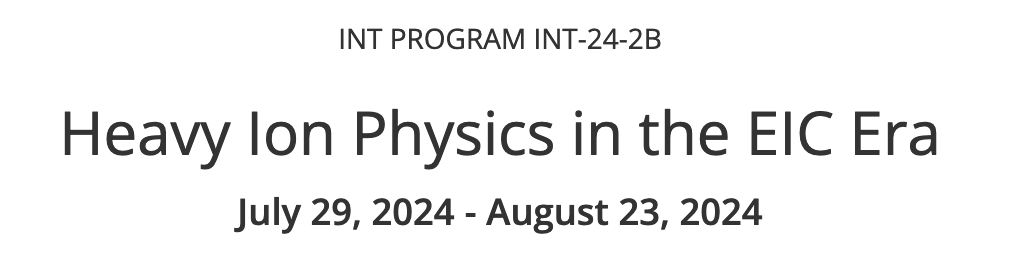 INT PROGRAM INT-24-2B
Heavy Ion Physics in the EIC Era
July 29, 2024 - August 23, 2024